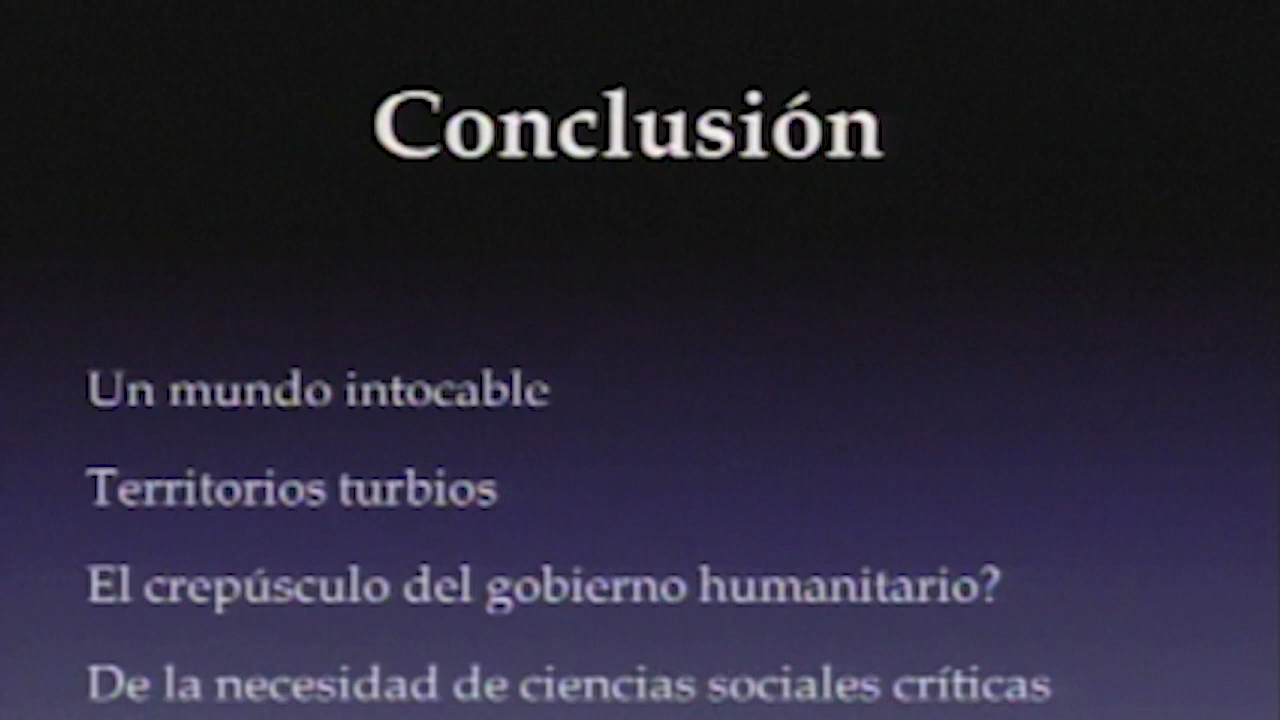 Conclusión
Un mundo intocable
Territorios turbios
El crepúsculo del gobierno humanitario?
De la necesidad de ciencias sociales críticas